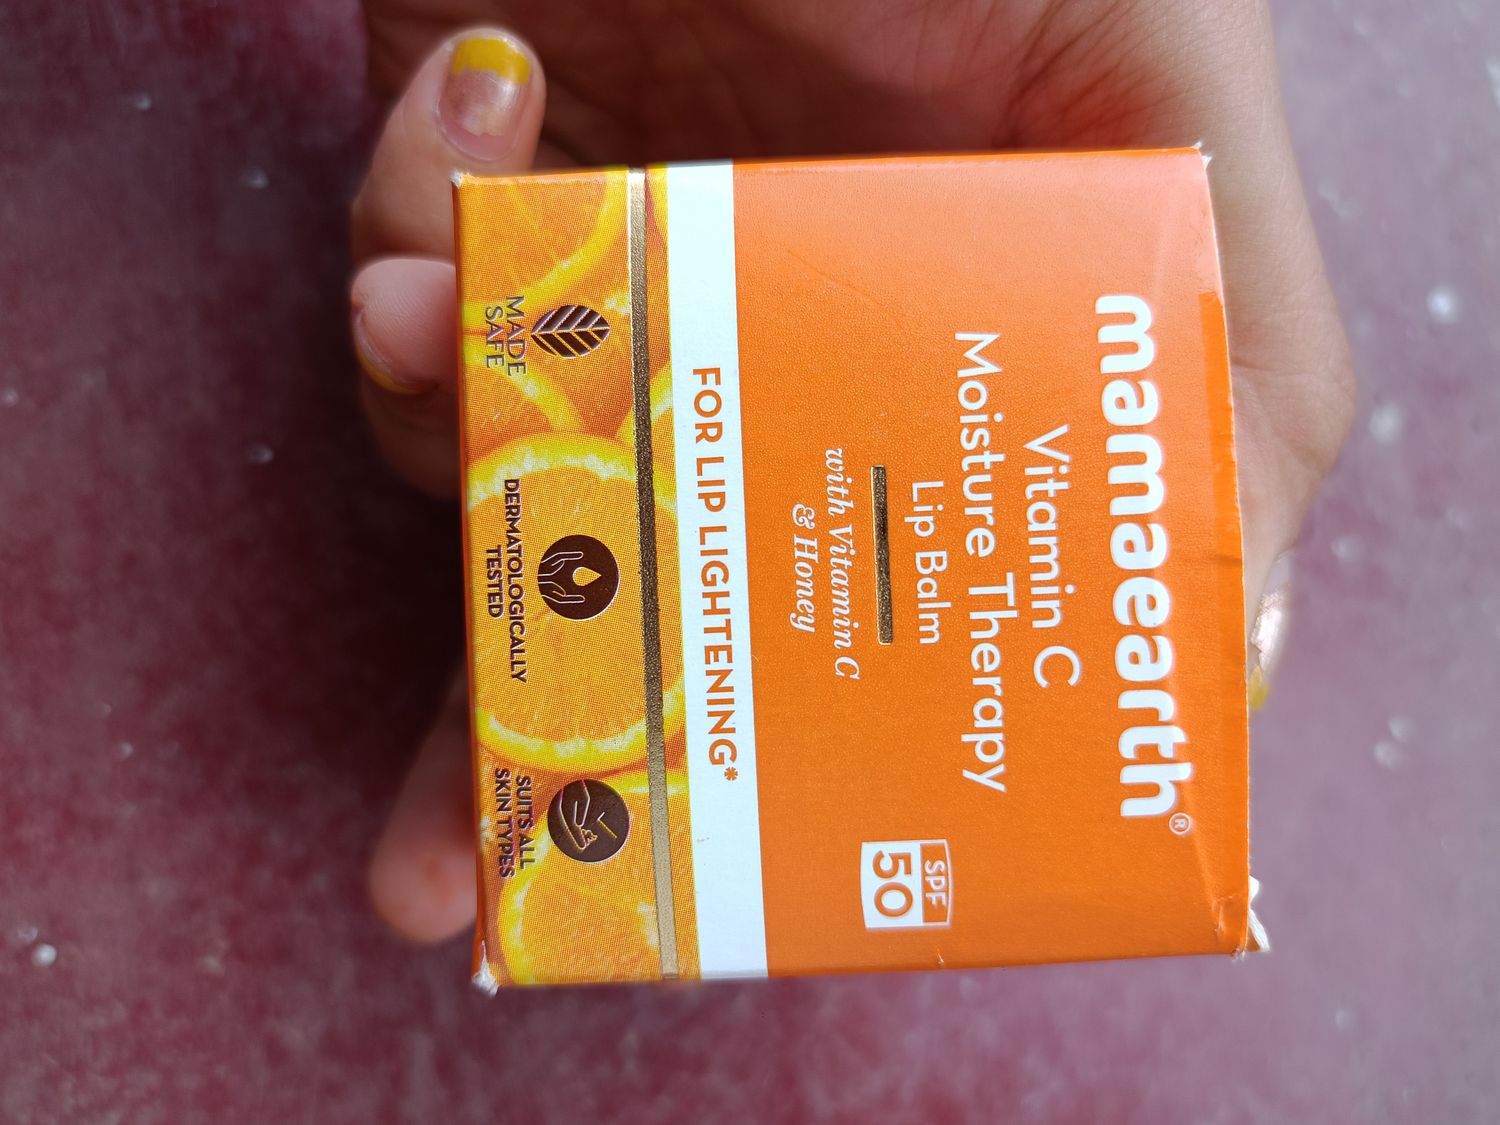 mamaearth®
Vitamin C
Moisture Therapy
Lip Balm
with Vitamin C
& Honey
SPF
50
FOR LIP LIGHTENING*
MADE
SAFE
DERMATOLOGICALLY
TESTED
SUITS ALL
SKIN TYPES